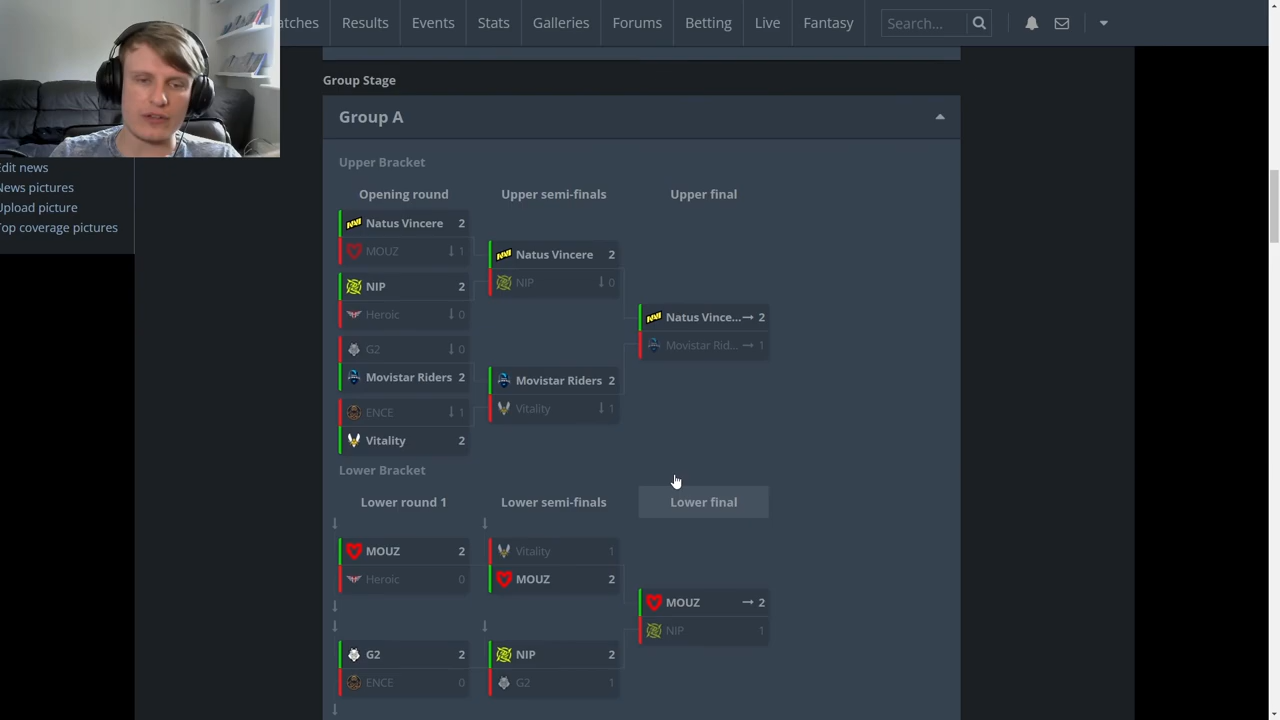 atches Results Events Stats Galleries Forums Betting Live Fantasy Search...
Edit news
News pictures
Upload picture
Top coverage pictures
Group Stage
Group A
Upper Bracket
Opening round Upper semi-finals Upper final
Natus Vincere 2
MOUZ 1
NIP 2
Heroic 0
G2 0
Movistar Riders 2
ENCE 1
Vitality 2
Natus Vincere 2
NIP 0
Movistar Riders 2
Vitality 1
Natus Vince... 2
Movistar Rid... 1
Lower Bracket
Lower round 1 Lower semi-finals Lower final
MOUZ 2
Heroic 0
G2 2
ENCE 0
Vitality 1
MOUZ 2
NIP 2
G2 1
MOUZ 2
NIP 1